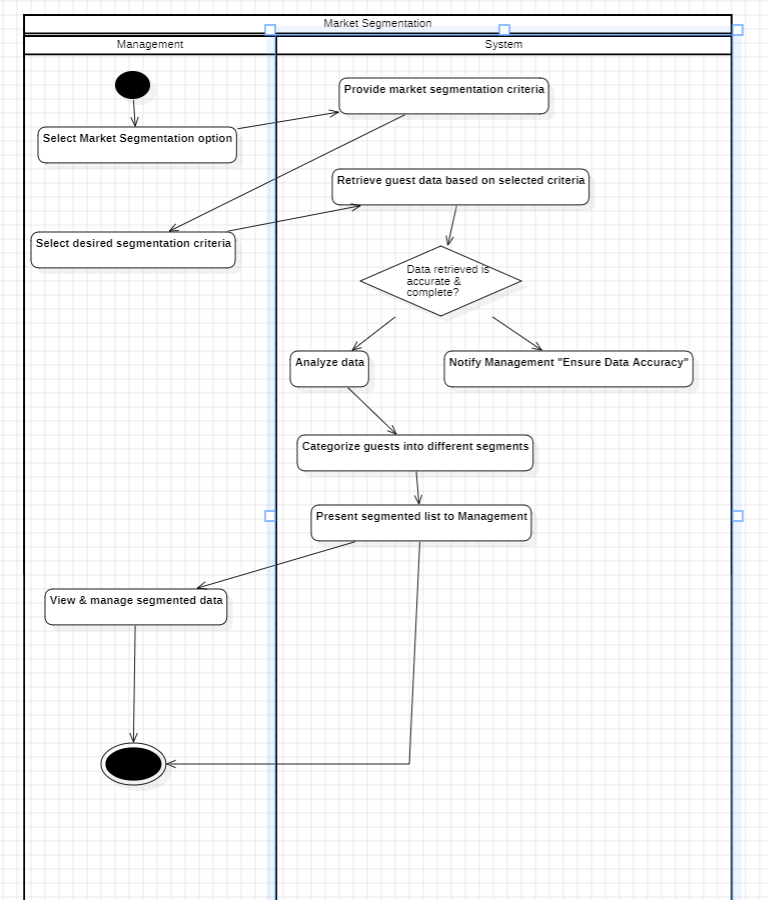 Market Segmentation
Management
System
Provide market segmentation criteria
Select Market Segmentation option
Retrieve guest data based on selected criteria
Select desired segmentation criteria
Data retrieved is
accurate &
complete?
Analyze data
Notify Management "Ensure Data Accuracy"
Categorize guests into different segments
Present segmented list to Management
View & manage segmented data